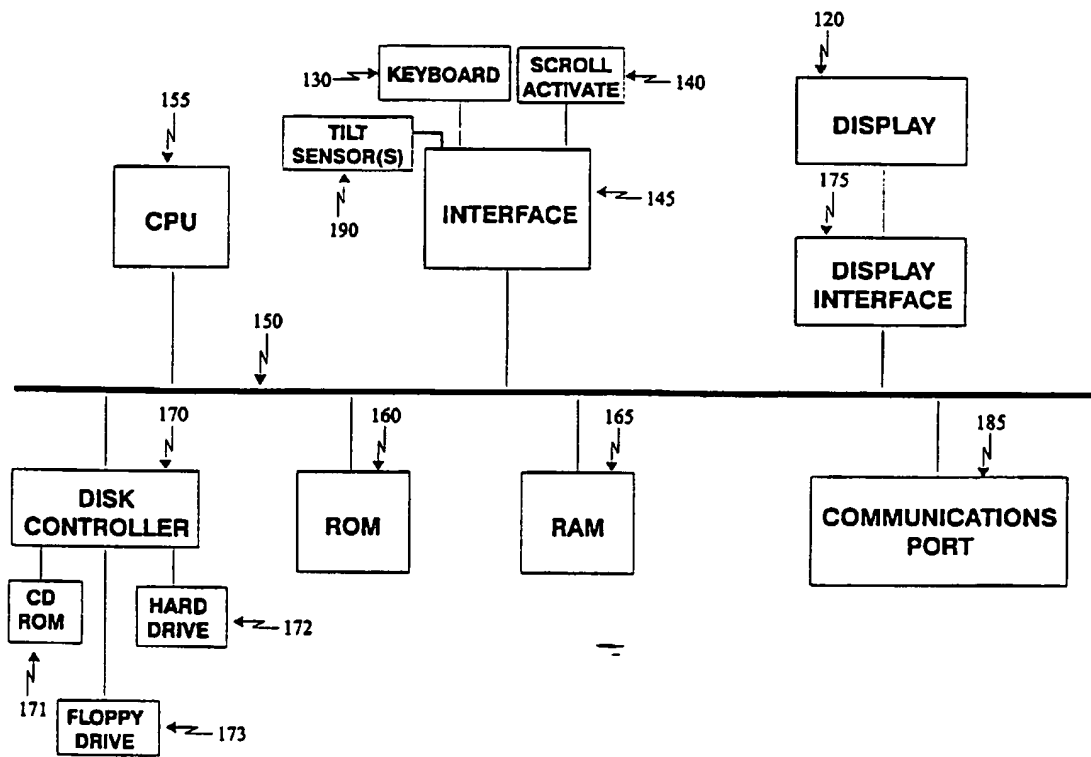 120
130
KEYBOARD
SCROLL
ACTIVATE
140
155
TILT
SENSOR(S)
DISPLAY
175
CPU
190
INTERFACE
145
DISPLAY
INTERFACE
150
170
160
165
185
DISK
CONTROLLER
ROM
RAM
COMMUNICATIONS
PORT
CD
ROM
HARD
DRIVE
172
171
FLOPPY
DRIVE
173